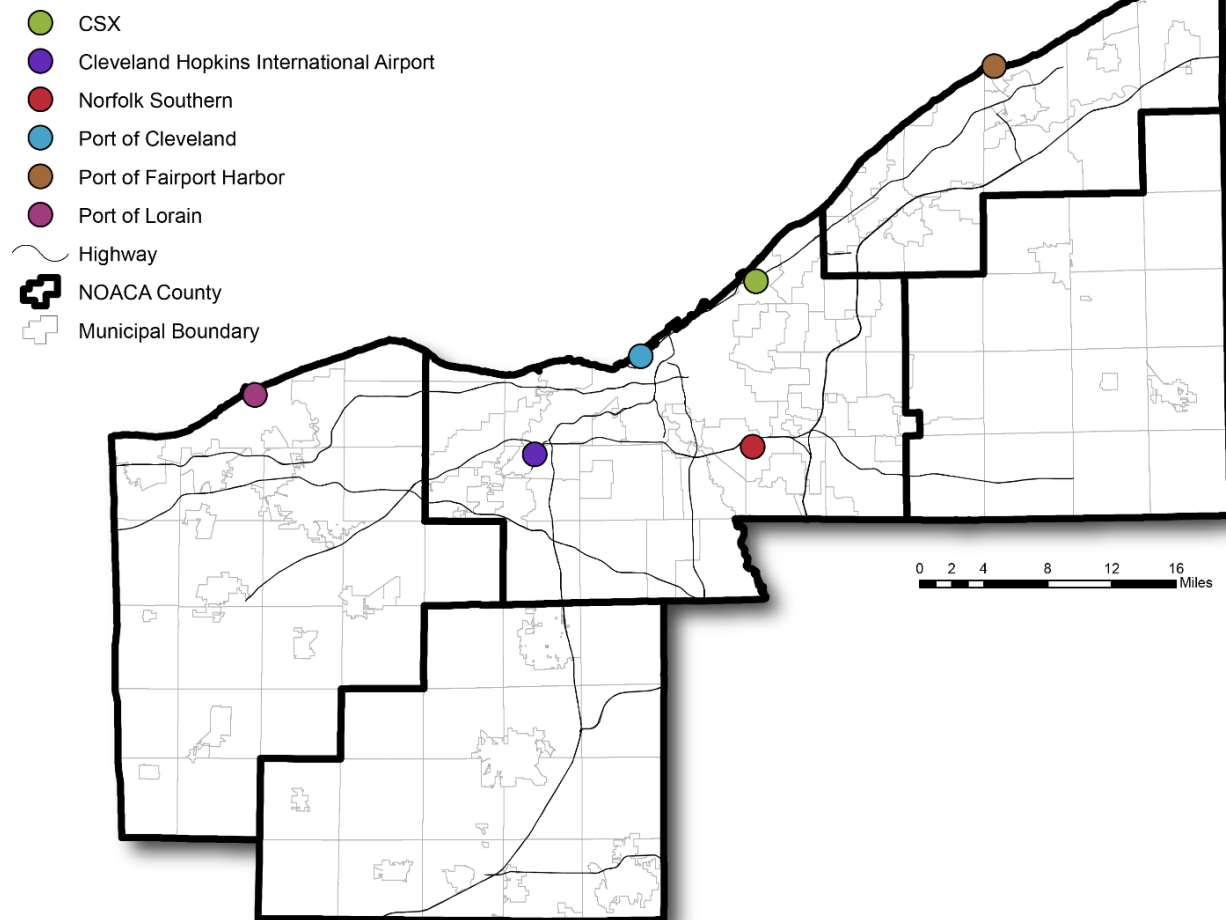 CSX
Cleveland Hopkins International Airport
Norfolk Southern
Port of Cleveland
Port of Fairport Harbor
Port of Lorain
Highway
NOACA County
Municipal Boundary
0 2 4 8 12 16
Miles